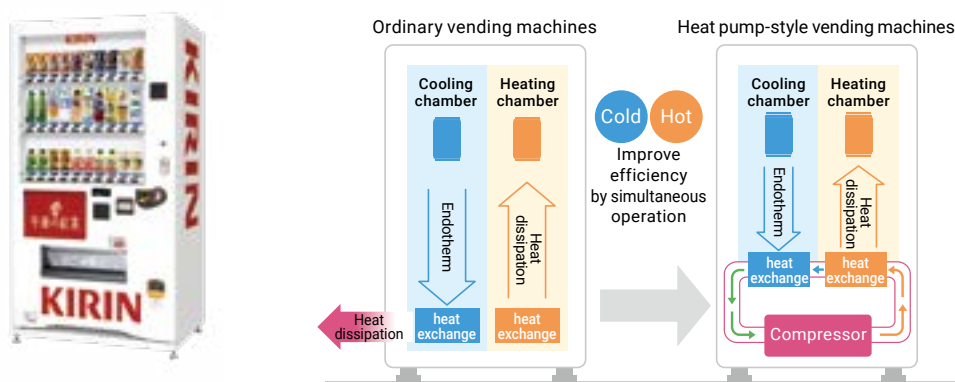 KIRIN
KIRIN
KIRIN
Ordinary vending machines
Cooling
chamber
Heating
chamber
Endotherm
Heat
dissipation
heat
exchange
heat
exchange
Heat
dissipation
Cold
Hot
Improve
efficiency
by simultaneous
operation
Heat pump-style vending machines
Cooling
chamber
Heating
chamber
Endotherm
Heat
dissipation
heat
exchange
heat
exchange
Compressor